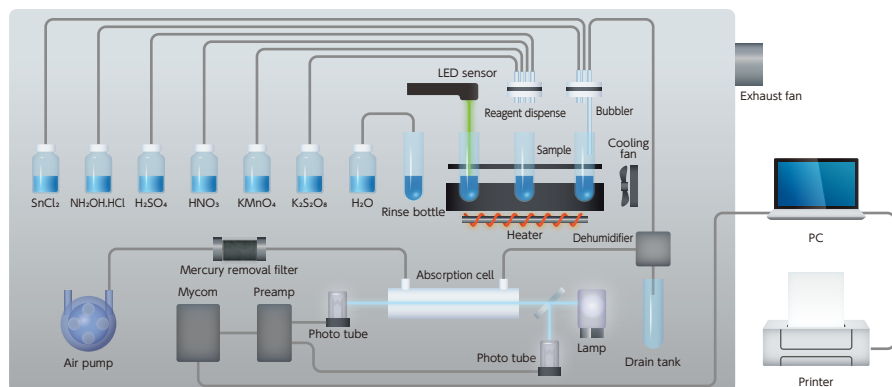 LED sensor
Reagent dispense
Bubbler
Exhaust fan
Sample
Cooling
fan
SnCl₂
NH₂OH.HCl
H₂SO₄
HNO₃
KMnO₄
K₂S₂O₈
H₂O
Rinse bottle
Heater
Dehumidifier
PC
Mercury removal filter
Absorption cell
Mycom
Preamp
Photo tube
Air pump
Photo tube
Lamp
Drain tank
Printer